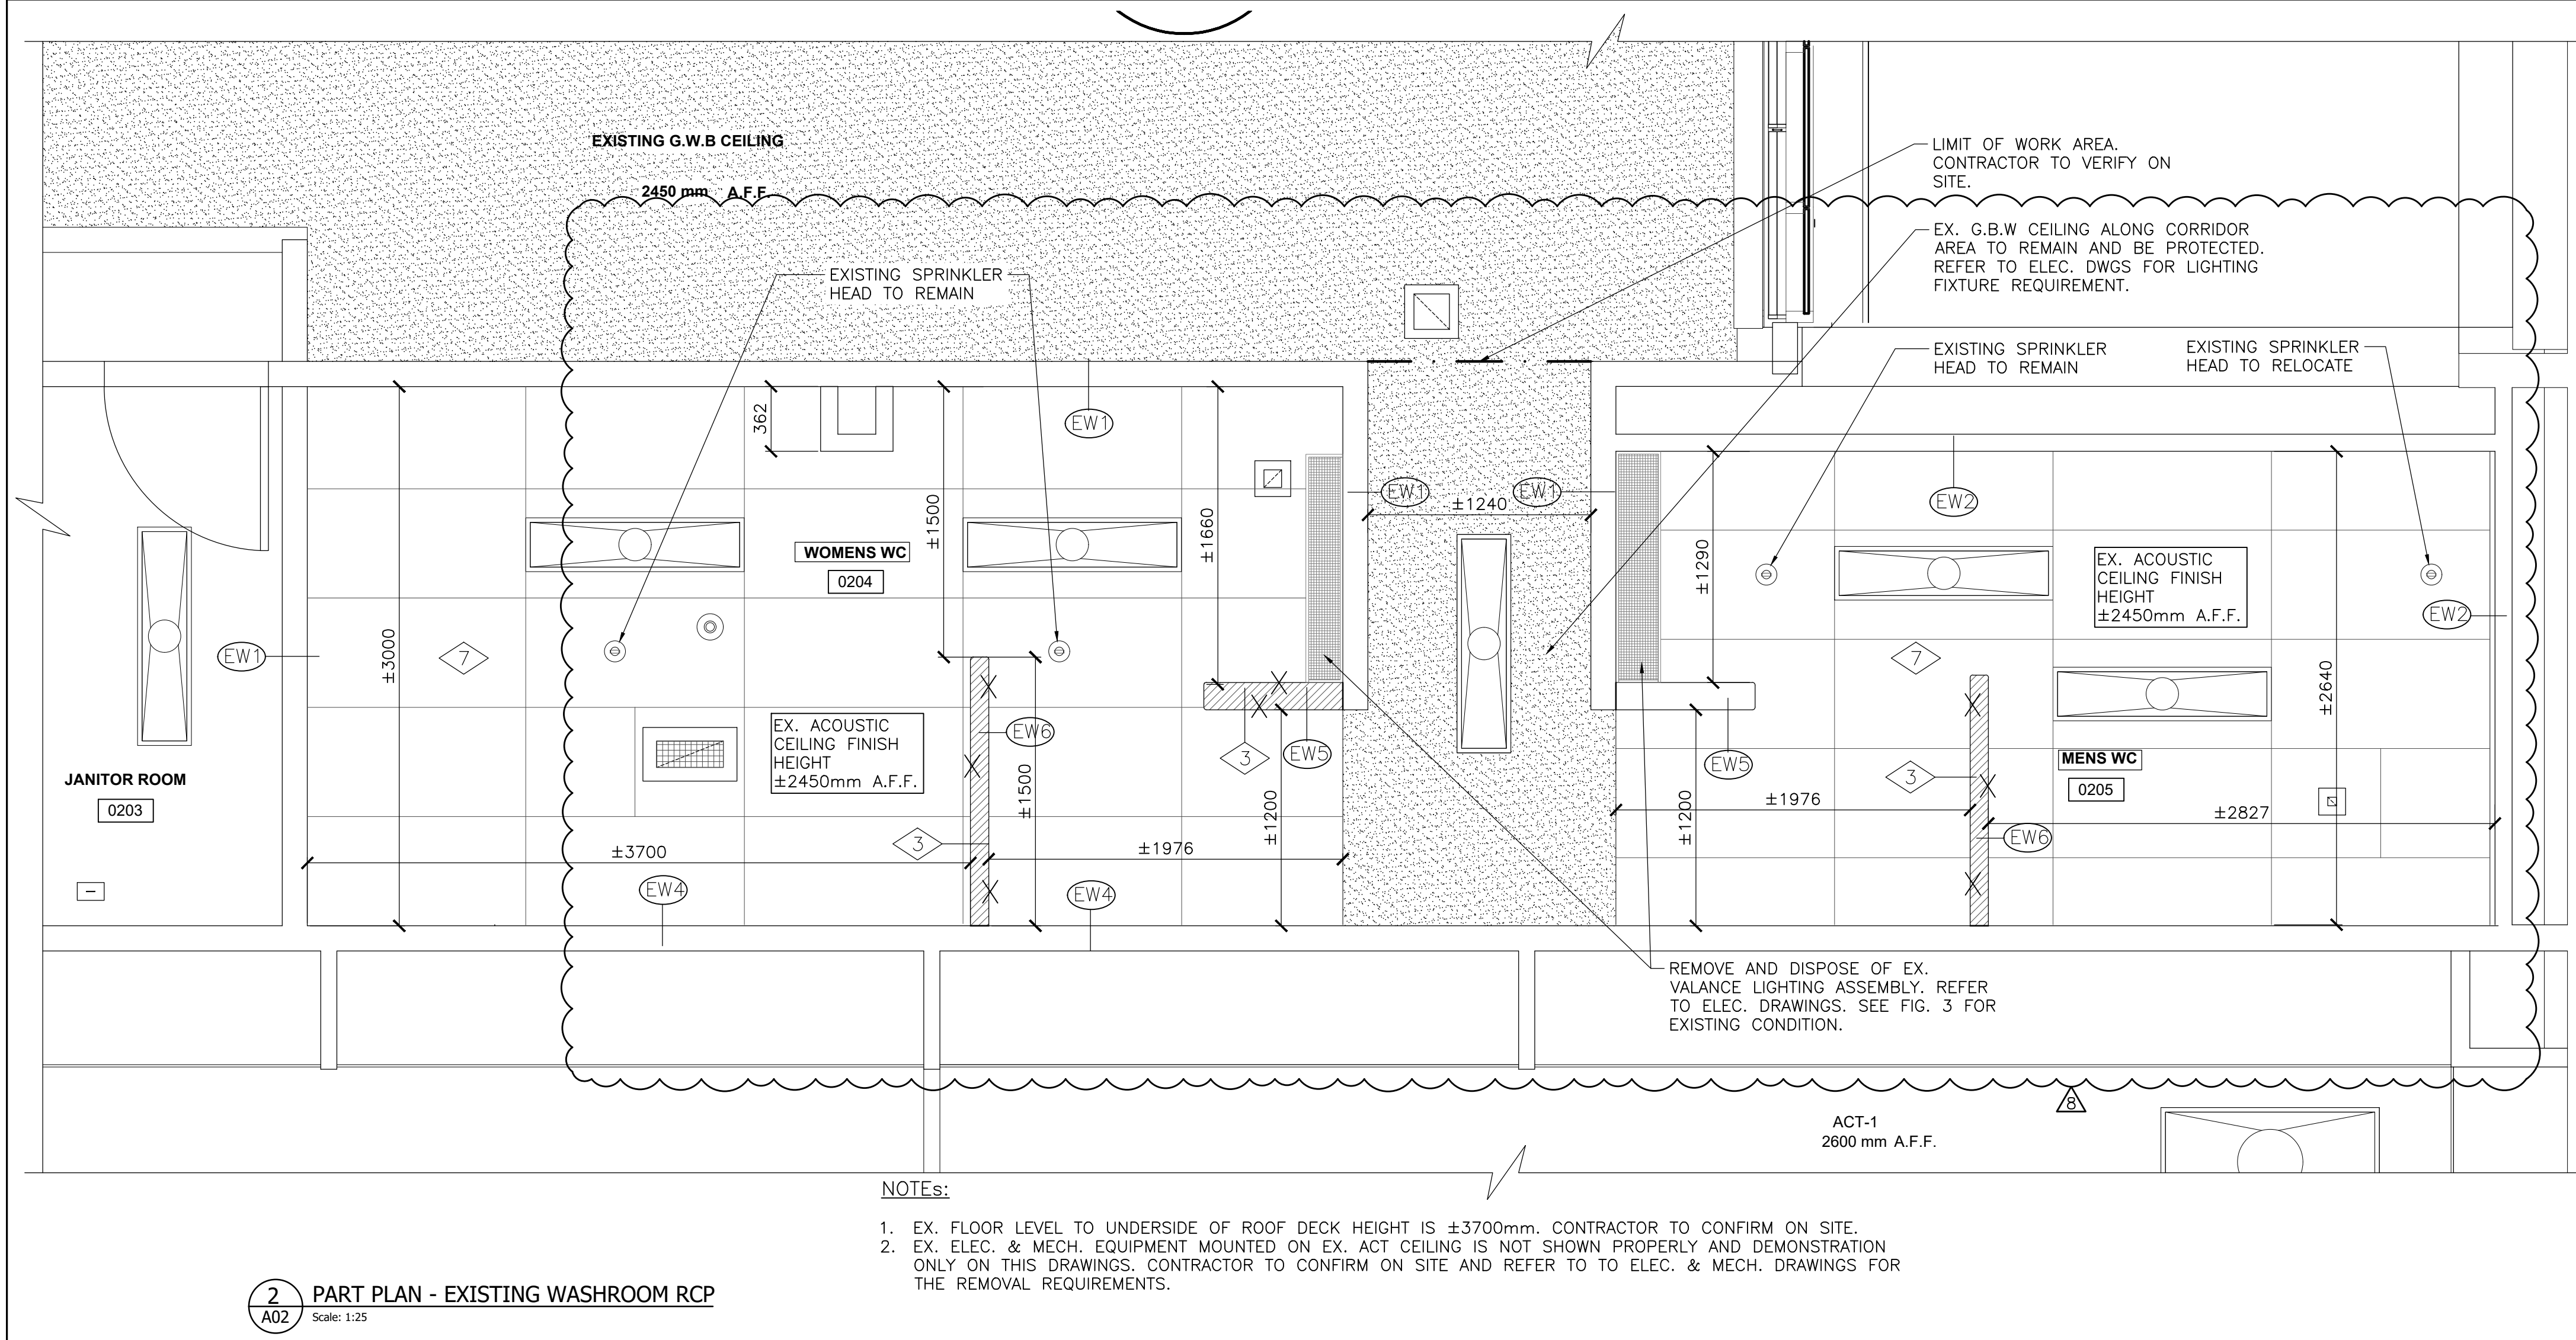 EXISTING G.W.B CEILING
2450 mm A.F.F.
LIMIT OF WORK AREA.
CONTRACTOR TO VERIFY ON
SITE.
EX. G.B.W CEILING ALONG CORRIDOR
AREA TO REMAIN AND BE PROTECTED.
REFER TO ELEC. DWGS FOR LIGHTING
FIXTURE REQUIREMENT.
EXISTING SPRINKLER
HEAD TO REMAIN
EXISTING SPRINKLER
HEAD TO REMAIN
EXISTING SPRINKLER
HEAD TO RELOCATE
362
EW1
±1500
±1660
EW1
EW1
±1240
EW2
±1290
WOMENS WC
0204
EX. ACOUSTIC
CEILING FINISH
HEIGHT
±2450mm A.F.F.
EW2
EW1
±3000
7
7
±2640
EX. ACOUSTIC
CEILING FINISH
HEIGHT
±2450mm A.F.F.
EW6
±1500
3
EW5
±1200
EW5
±1200
±1976
3
MENS WC
0205
±2827
EW6
JANITOR ROOM
0203
3
±3700
±1976
EW4
EW4
REMOVE AND DISPOSE OF EX.
VALANCE LIGHTING ASSEMBLY. REFER
TO ELEC. DRAWINGS. SEE FIG. 3 FOR
EXISTING CONDITION.
8
ACT-1
2600 mm A.F.F.
NOTEs:
1. EX. FLOOR LEVEL TO UNDERSIDE OF ROOF DECK HEIGHT IS ±3700mm. CONTRACTOR TO CONFIRM ON SITE.
2. EX. ELEC. & MECH. EQUIPMENT MOUNTED ON EX. ACT CEILING IS NOT SHOWN PROPERLY AND DEMONSTRATION
ONLY ON THIS DRAWINGS. CONTRACTOR TO CONFIRM ON SITE AND REFER TO TO ELEC. & MECH. DRAWINGS FOR
THE REMOVAL REQUIREMENTS.
2
A02
PART PLAN - EXISTING WASHROOM RCP
Scale: 1:25